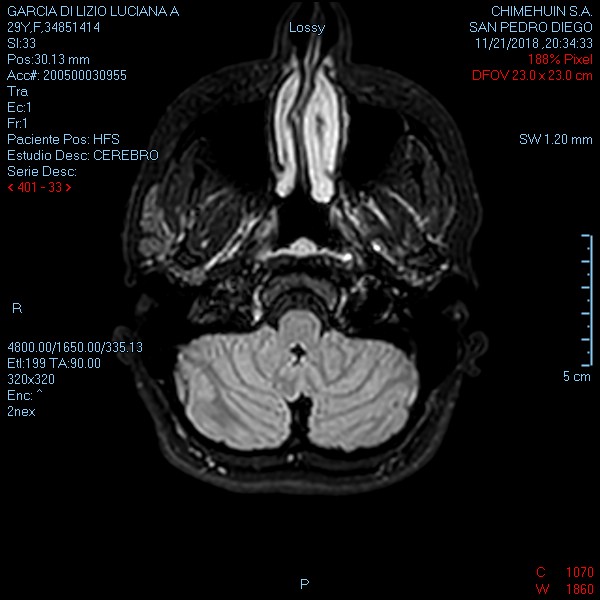 GARCIA DI LIZIO LUCIANA A
29Y,F,34851414
Sl:33
Pos:30.13 mm
Acc#: 200500030955
Tra
Ec:1
Fr:1
Paciente Pos: HFS
Estudio Desc: CEREBRO
Serie Desc:
< 401 - 33 >
Lossy
CHIMEHUIN S.A.
SAN PEDRO DIEGO
11/21/2018 ,20:34:33
188% Pixel
DFOV 23.0 x 23.0 cm
SW 1.20 mm
R
4800.00/1650.00/335.13
Etl:199 TA:90.00
320x320
Enc: ^
2nex
5 cm
P
C 1070
W 1860